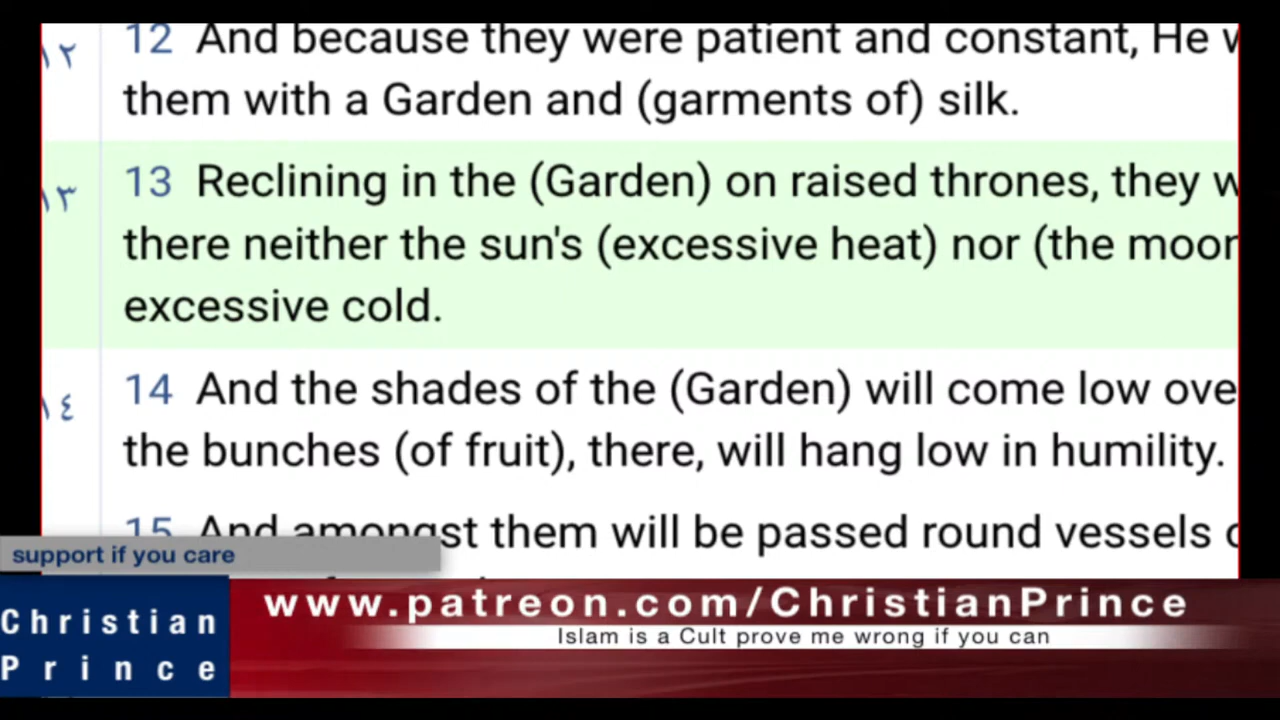 ١٢ 12 And because they were patient and constant, He
them with a Garden and (garments of) silk.
١٣ 13 Reclining in the (Garden) on raised thrones, they
there neither the sun's (excessive heat) nor (the moon
excessive cold.
١٤ 14 And the shades of the (Garden) will come low ove
the bunches (of fruit), there, will hang low in humility.
15 And amongst them will be passed round vessels
support if you care
Christian
Prince
www.patreon.com/ChristianPrince
Islam is a Cult prove me wrong if you can